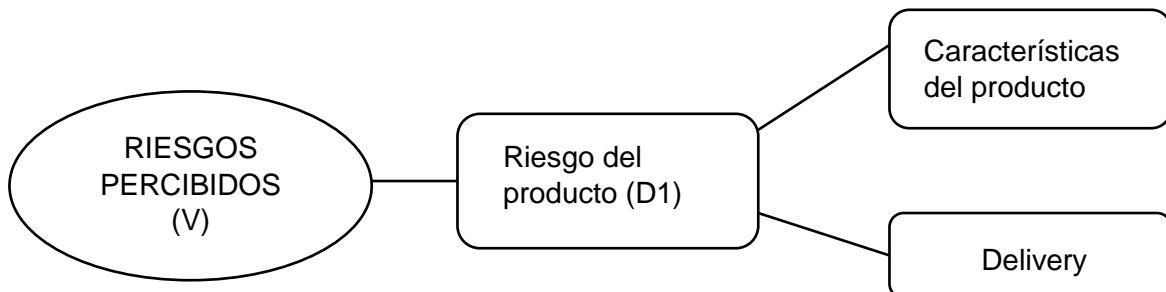 RIESGOS
PERCIBIDOS
(V)
Riesgo del
producto (D1)
Características
del producto
Delivery